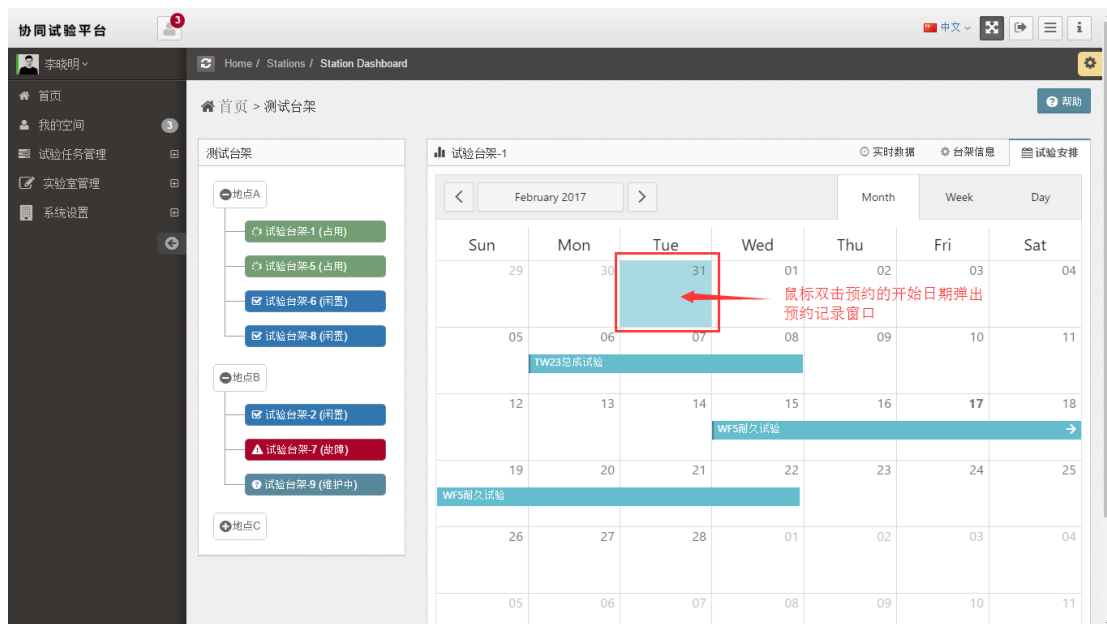 协同试验平台
3
中文
李晓明
Home / Stations / Station Dashboard
首页
我的空间
3
试验任务管理
实验室管理
系统设置
首页 > 测试台架
帮助
测试台架
地点A
试验台架-1 (占用)
试验台架-5 (占用)
试验台架-6 (闲置)
试验台架-8 (闲置)
地点B
试验台架-2 (闲置)
试验台架-7 (故障)
试验台架-9 (维护中)
地点C
试验台架-1
实时数据
台架信息
试验安排
February 2017
Month
Week
Day
Sun Mon Tue Wed Thu Fri Sat
29 30 31 01 02 03 04
鼠标双击预约的开始日期弹出
预约记录窗口
05 06 07 08 09 10 11
TW23总成试验
12 13 14 15 16 17 18
WF5耐久试验
19 20 21 22 23 24 25
WF5耐久试验
26 27 28 01 02 03 04
05 06 07 08 09 10 11